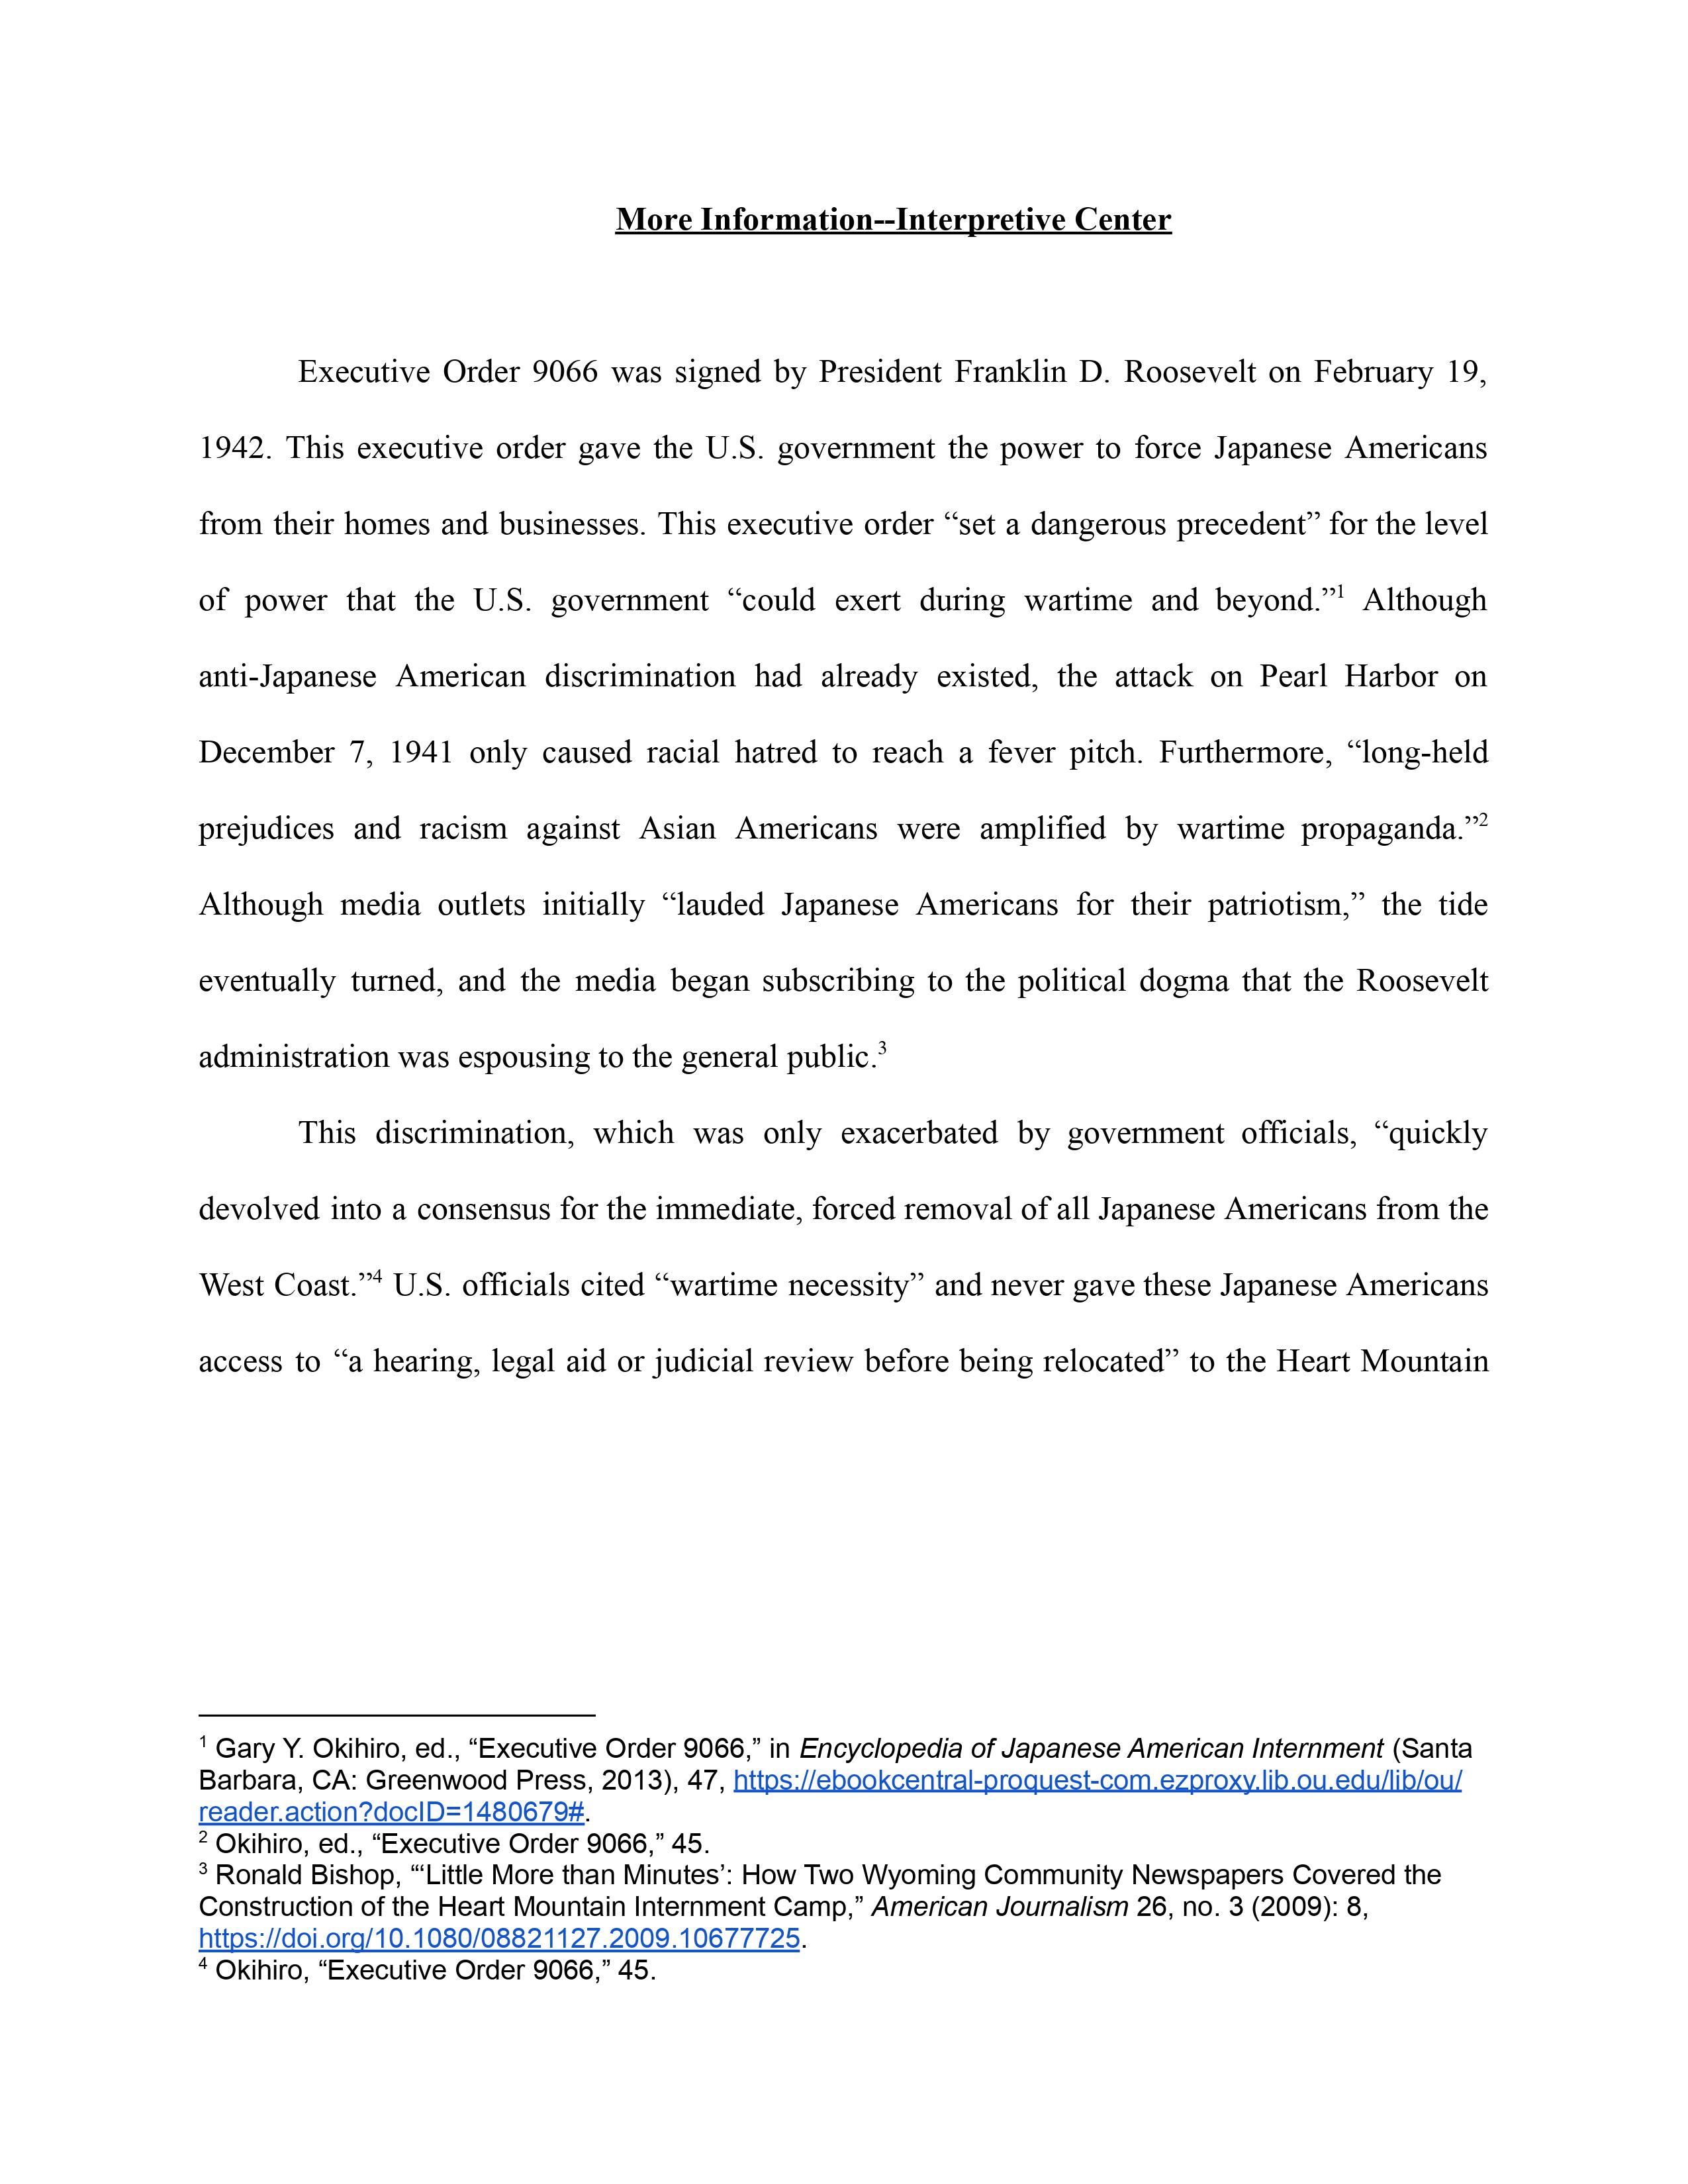 More Information--Interpretive Center
Executive Order 9066 was signed by President Franklin D. Roosevelt on February 19,
1942. This executive order gave the U.S. government the power to force Japanese Americans
from their homes and businesses. This executive order “set a dangerous precedent” for the level
of power that the U.S. government “could exert during wartime and beyond.”¹ Although
anti-Japanese American discrimination had already existed, the attack on Pearl Harbor on
December 7, 1941 only caused racial hatred to reach a fever pitch. Furthermore, “long-held
prejudices and racism against Asian Americans were amplified by wartime propaganda.”²
Although media outlets initially “lauded Japanese Americans for their patriotism,” the tide
eventually turned, and the media began subscribing to the political dogma that the Roosevelt
administration was espousing to the general public.³
This discrimination, which was only exacerbated by government officials, “quickly
devolved into a consensus for the immediate, forced removal of all Japanese Americans from the
West Coast.”⁴ U.S. officials cited “wartime necessity” and never gave these Japanese Americans
access to “a hearing, legal aid or judicial review before being relocated” to the Heart Mountain
¹ Gary Y. Okihiro, ed., “Executive Order 9066,” in Encyclopedia of Japanese American Internment (Santa
Barbara, CA: Greenwood Press, 2013), 47, https://ebookcentral-proquest-com.ezproxy.lib.ou.edu/lib/ou/
reader.action?docID=1480679#.
² Okihiro, ed., “Executive Order 9066,” 45.
³ Ronald Bishop, “‘Little More than Minutes’: How Two Wyoming Community Newspapers Covered the
Construction of the Heart Mountain Internment Camp,” American Journalism 26, no. 3 (2009): 8,
https://doi.org/10.1080/08821127.2009.10677725.
⁴ Okihiro, “Executive Order 9066,” 45.